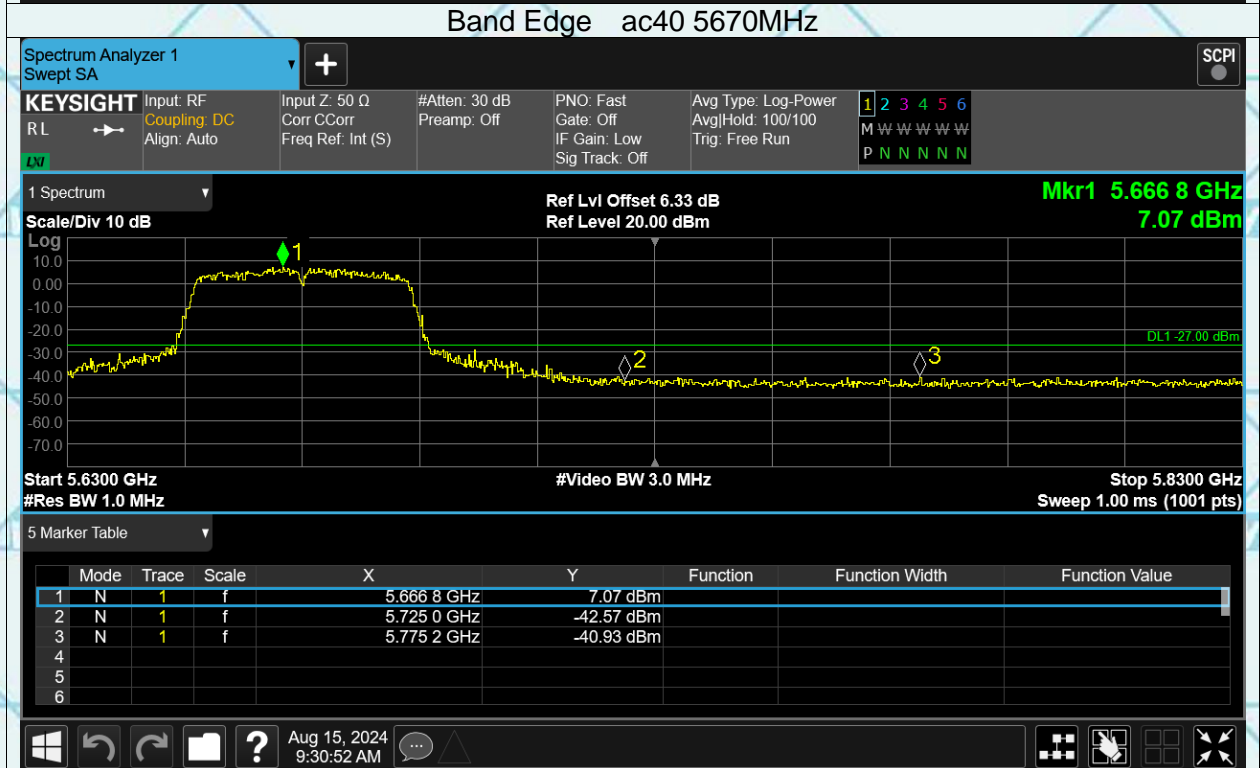 Band Edge ac40 5670MHz
Spectrum Analyzer 1
Swept SA
+
SCPI
KEYSIGHT
RL
LXI
Input: RF
Coupling: DC
Align: Auto
Input Z: 50 Ω
Corr CCorr
Freq Ref: Int (S)
#Atten: 30 dB
Preamp: Off
PNO: Fast
Gate: Off
IF Gain: Low
Sig Track: Off
Avg Type: Log-Power
Avg|Hold: 100/100
Trig: Free Run
1 2 3 4 5 6
M W W W W W
P N N N N N
1 Spectrum
Scale/Div 10 dB
Ref Lvl Offset 6.33 dB
Ref Level 20.00 dBm
Mkr1 5.666 8 GHz
7.07 dBm
Log
10.0
0.00
-10.0
-20.0
-30.0
-40.0
-50.0
-60.0
-70.0
1
2
3
DL1 -27.00 dBm
Start 5.6300 GHz
#Video BW 3.0 MHz
Stop 5.8300 GHz
#Res BW 1.0 MHz
Sweep 1.00 ms (1001 pts)
5 Marker Table
Mode Trace Scale X Y Function Function Width Function Value
1 N 1 f 5.666 8 GHz 7.07 dBm
2 N 1 f 5.725 0 GHz -42.57 dBm
3 N 1 f 5.775 2 GHz -40.93 dBm
4
5
6
?
Aug 15, 2024
9:30:52 AM